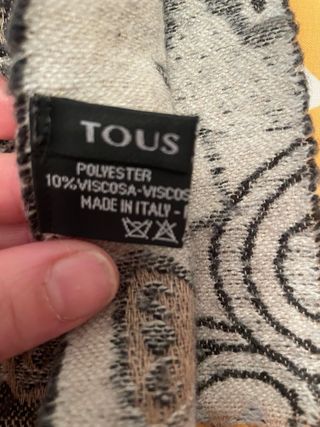 TOUS
POLYESTER
10%VISCOSA-VISCOS
MADE IN ITALY -